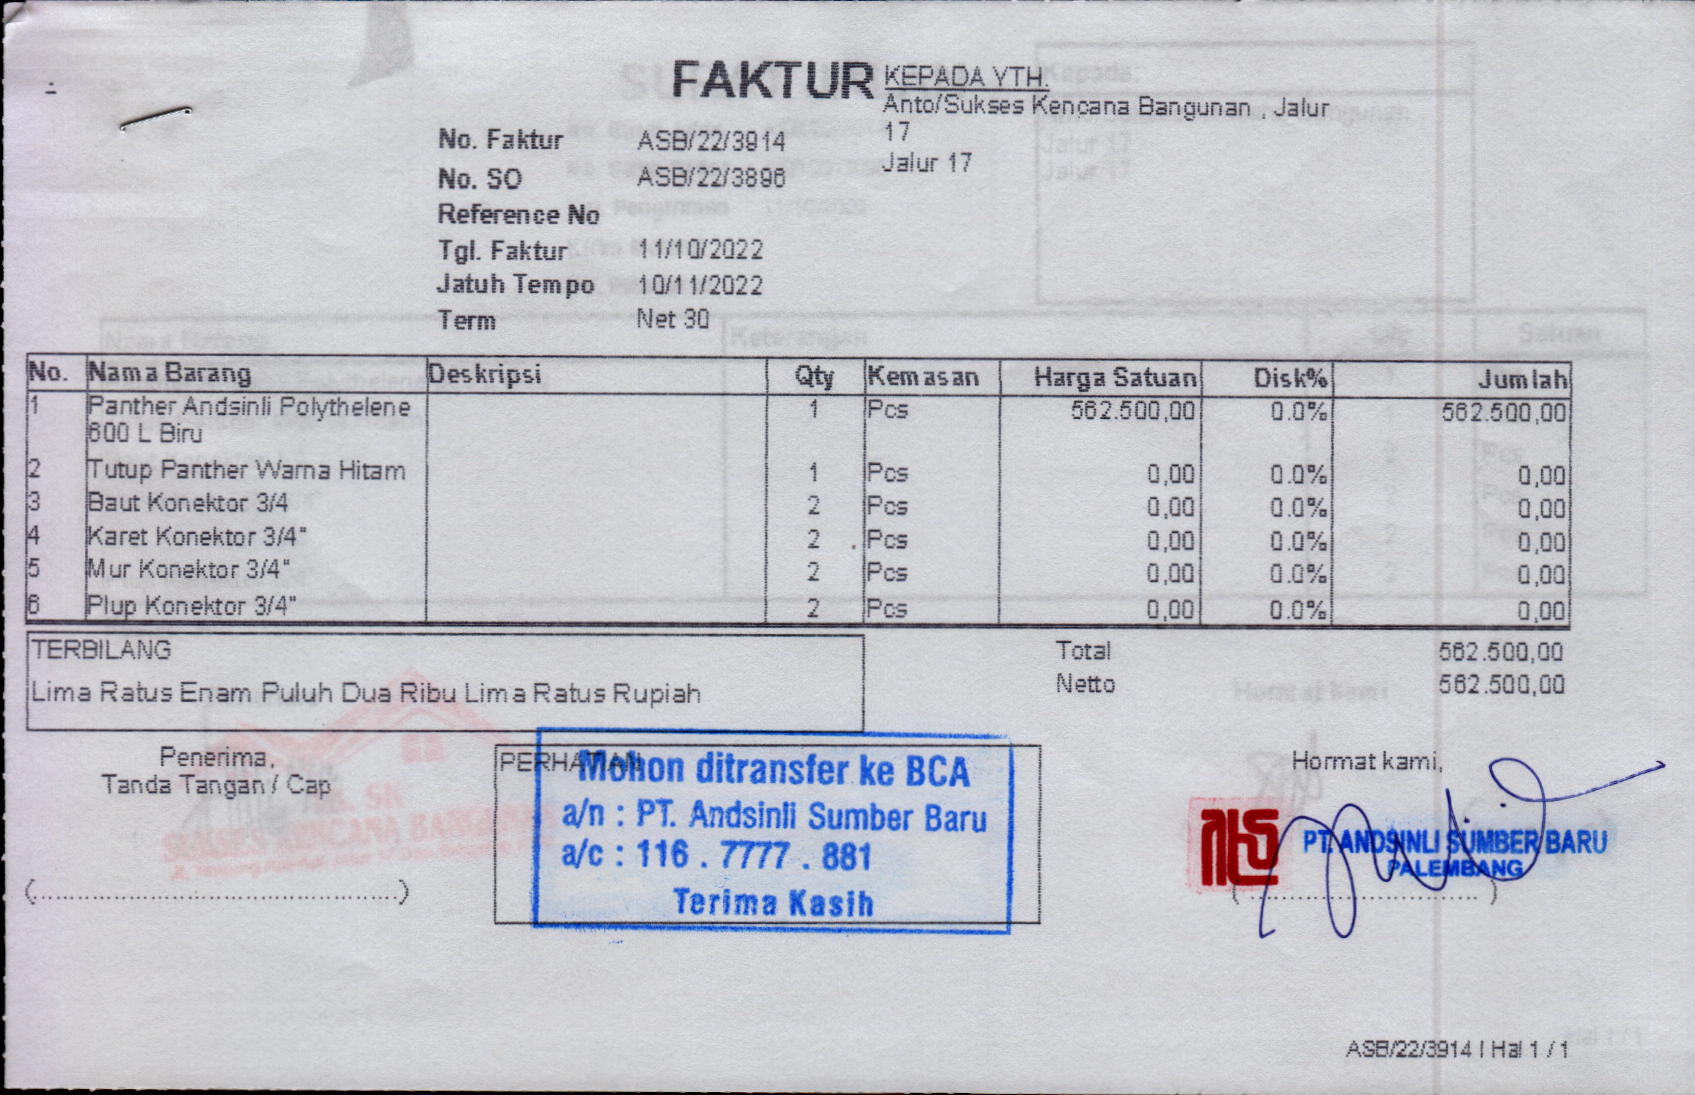 FAKTUR
KEPADA YTH.
Anto/Sukses Kencana Bangunan , Jalur
17
Jalur 17
No. Faktur ASB/22/3914
No. SO ASB/22/3896
Reference No
Tgl. Faktur 11/10/2022
Jatuh Tempo 10/11/2022
Term Net 30
No. Nama Barang Deskripsi Qty Kemasan Harga Satuan Disk% Jumlah
1 Panther Andsinli Polythelene 1 Pcs 562.500,00 0.0% 562.500,00
600 L Biru
2 Tutup Panther Warna Hitam 1 Pcs 0,00 0.0% 0,00
3 Baut Konektor 3/4 2 Pcs 0,00 0.0% 0,00
4 Karet Konektor 3/4" 2 Pcs 0,00 0.0% 0,00
5 Mur Konektor 3/4" 2 Pcs 0,00 0.0% 0,00
6 Plup Konektor 3/4" 2 Pcs 0,00 0.0% 0,00
TERBILANG
Lima Ratus Enam Puluh Dua Ribu Lima Ratus Rupiah
Total 562.500,00
Netto 562.500,00
Penerima,
Tanda Tangan / Cap
(..............................................)
PERHATIAN
Mohon ditransfer ke BCA
a/n : PT. Andsinli Sumber Baru
a/c : 116 . 7777 . 881
Terima Kasih
Hormat kami,
PT. ANDSINLI SUMBER BARU
PALEMBANG
(..............................)
SUKSES KENCANA BANGUNAN
ASB/22/3914 | Hal 1 / 1